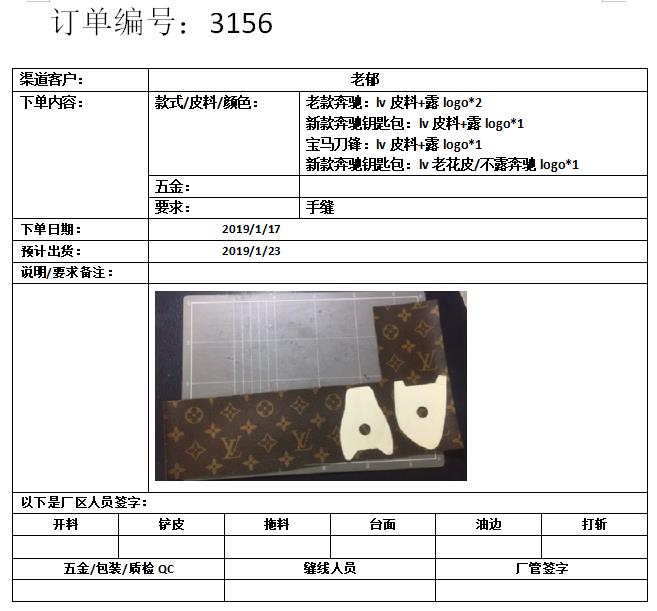 订单编号：3156
渠道客户： 老郁
下单内容： 款式/皮料/颜色： 老款奔驰：lv 皮料+露 logo*2
新款奔驰钥匙包：lv 皮料+露 logo*1
宝马刀锋：lv 皮料+露 logo*1
新款奔驰钥匙包：lv 老花皮/不露奔驰 logo*1
五金：
要求： 手缝
下单日期： 2019/1/17
预计出货： 2019/1/23
说明/要求备注：
以下是厂区人员签字：
开料 铲皮 拖料 台面 油边 打斩
五金/包装/质检 QC 缝线人员 厂管签字